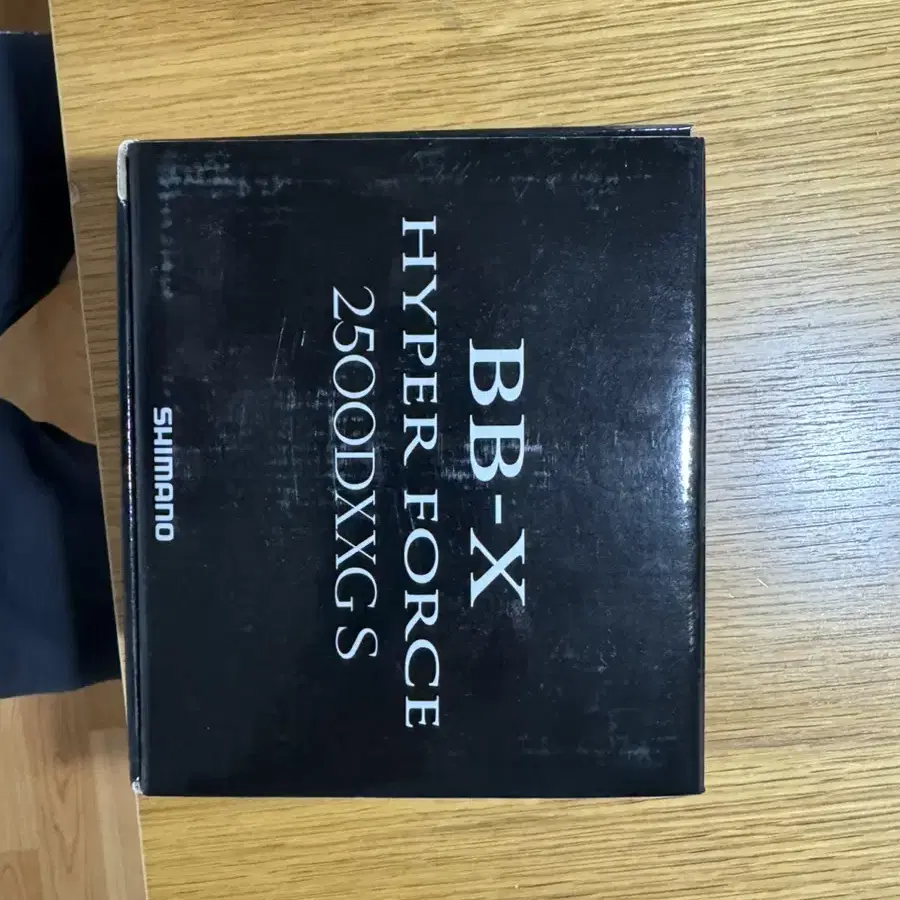 BB-X
HYPER FORCE
2500DXXG S
SHIMANO